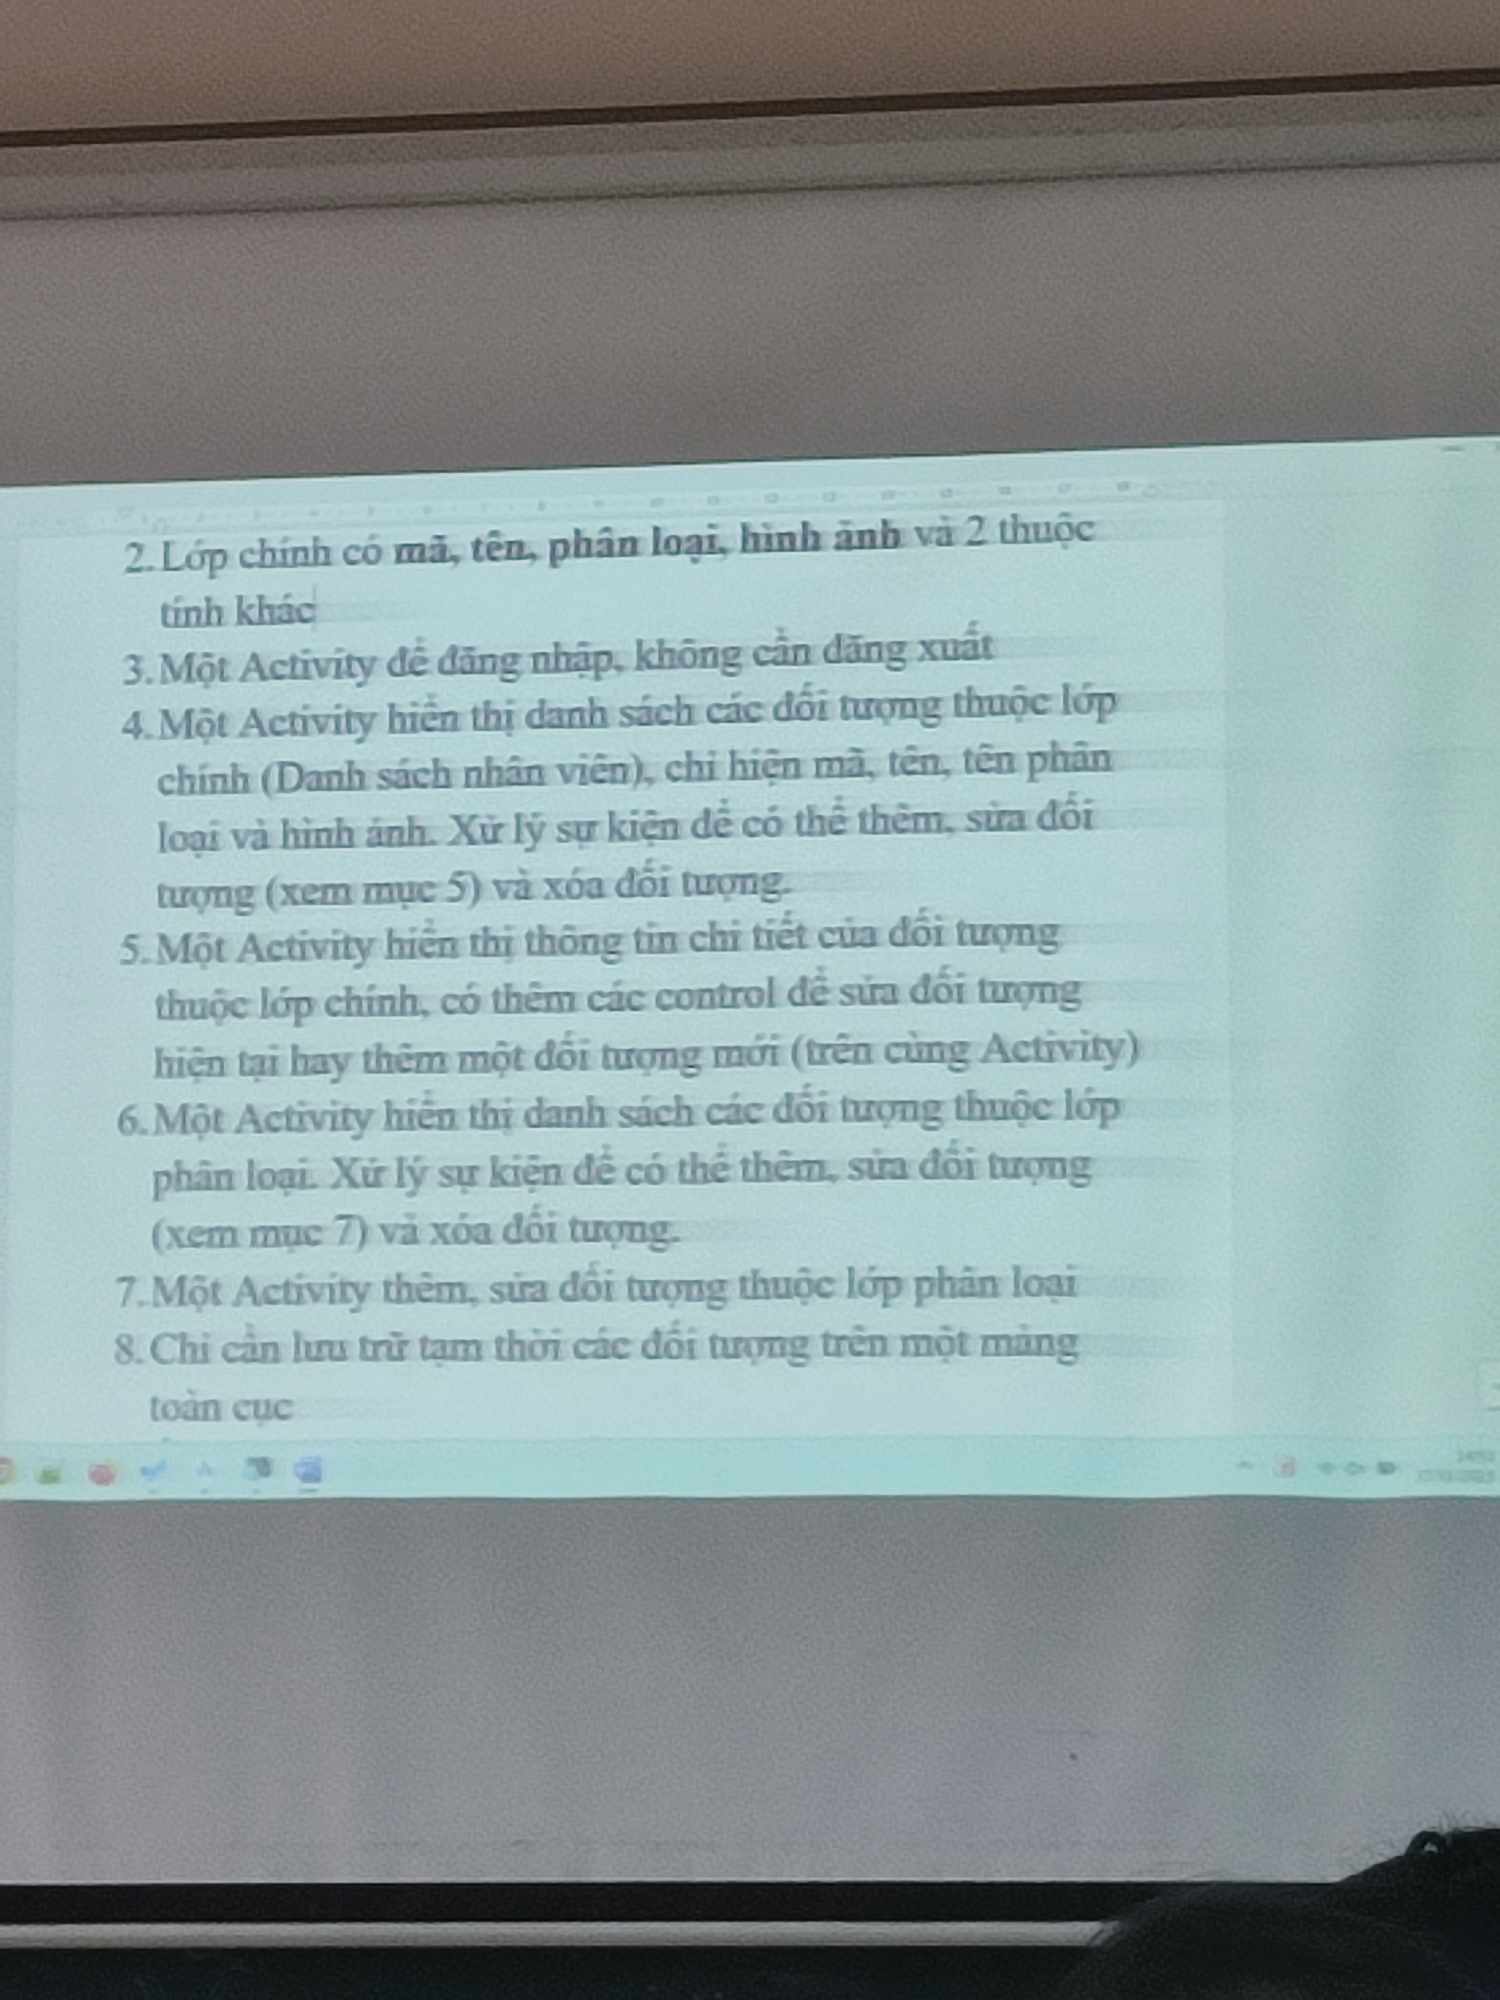 2. Lớp chính có mã, tên, phân loại, hình ảnh và 2 thuộc
tính khác
3. Một Activity để đăng nhập, không cần đăng xuất
4. Một Activity hiển thị danh sách các đối tượng thuộc lớp
chính (Danh sách nhân viên), chỉ hiện mã, tên, tên phân
loại và hình ảnh. Xử lý sự kiện để có thể thêm, sửa đối
tượng (xem mục 5) và xóa đối tượng.
5. Một Activity hiển thị thông tin chi tiết của đối tượng
thuộc lớp chính, có thêm các control để sửa đối tượng
hiện tại hay thêm một đối tượng mới (trên cùng Activity)
6. Một Activity hiển thị danh sách các đối tượng thuộc lớp
phân loại. Xử lý sự kiện để có thể thêm, sửa đối tượng
(xem mục 7) và xóa đối tượng.
7. Một Activity thêm, sửa đối tượng thuộc lớp phân loại
8. Chỉ cần lưu trữ tạm thời các đối tượng trên một mảng
toàn cục